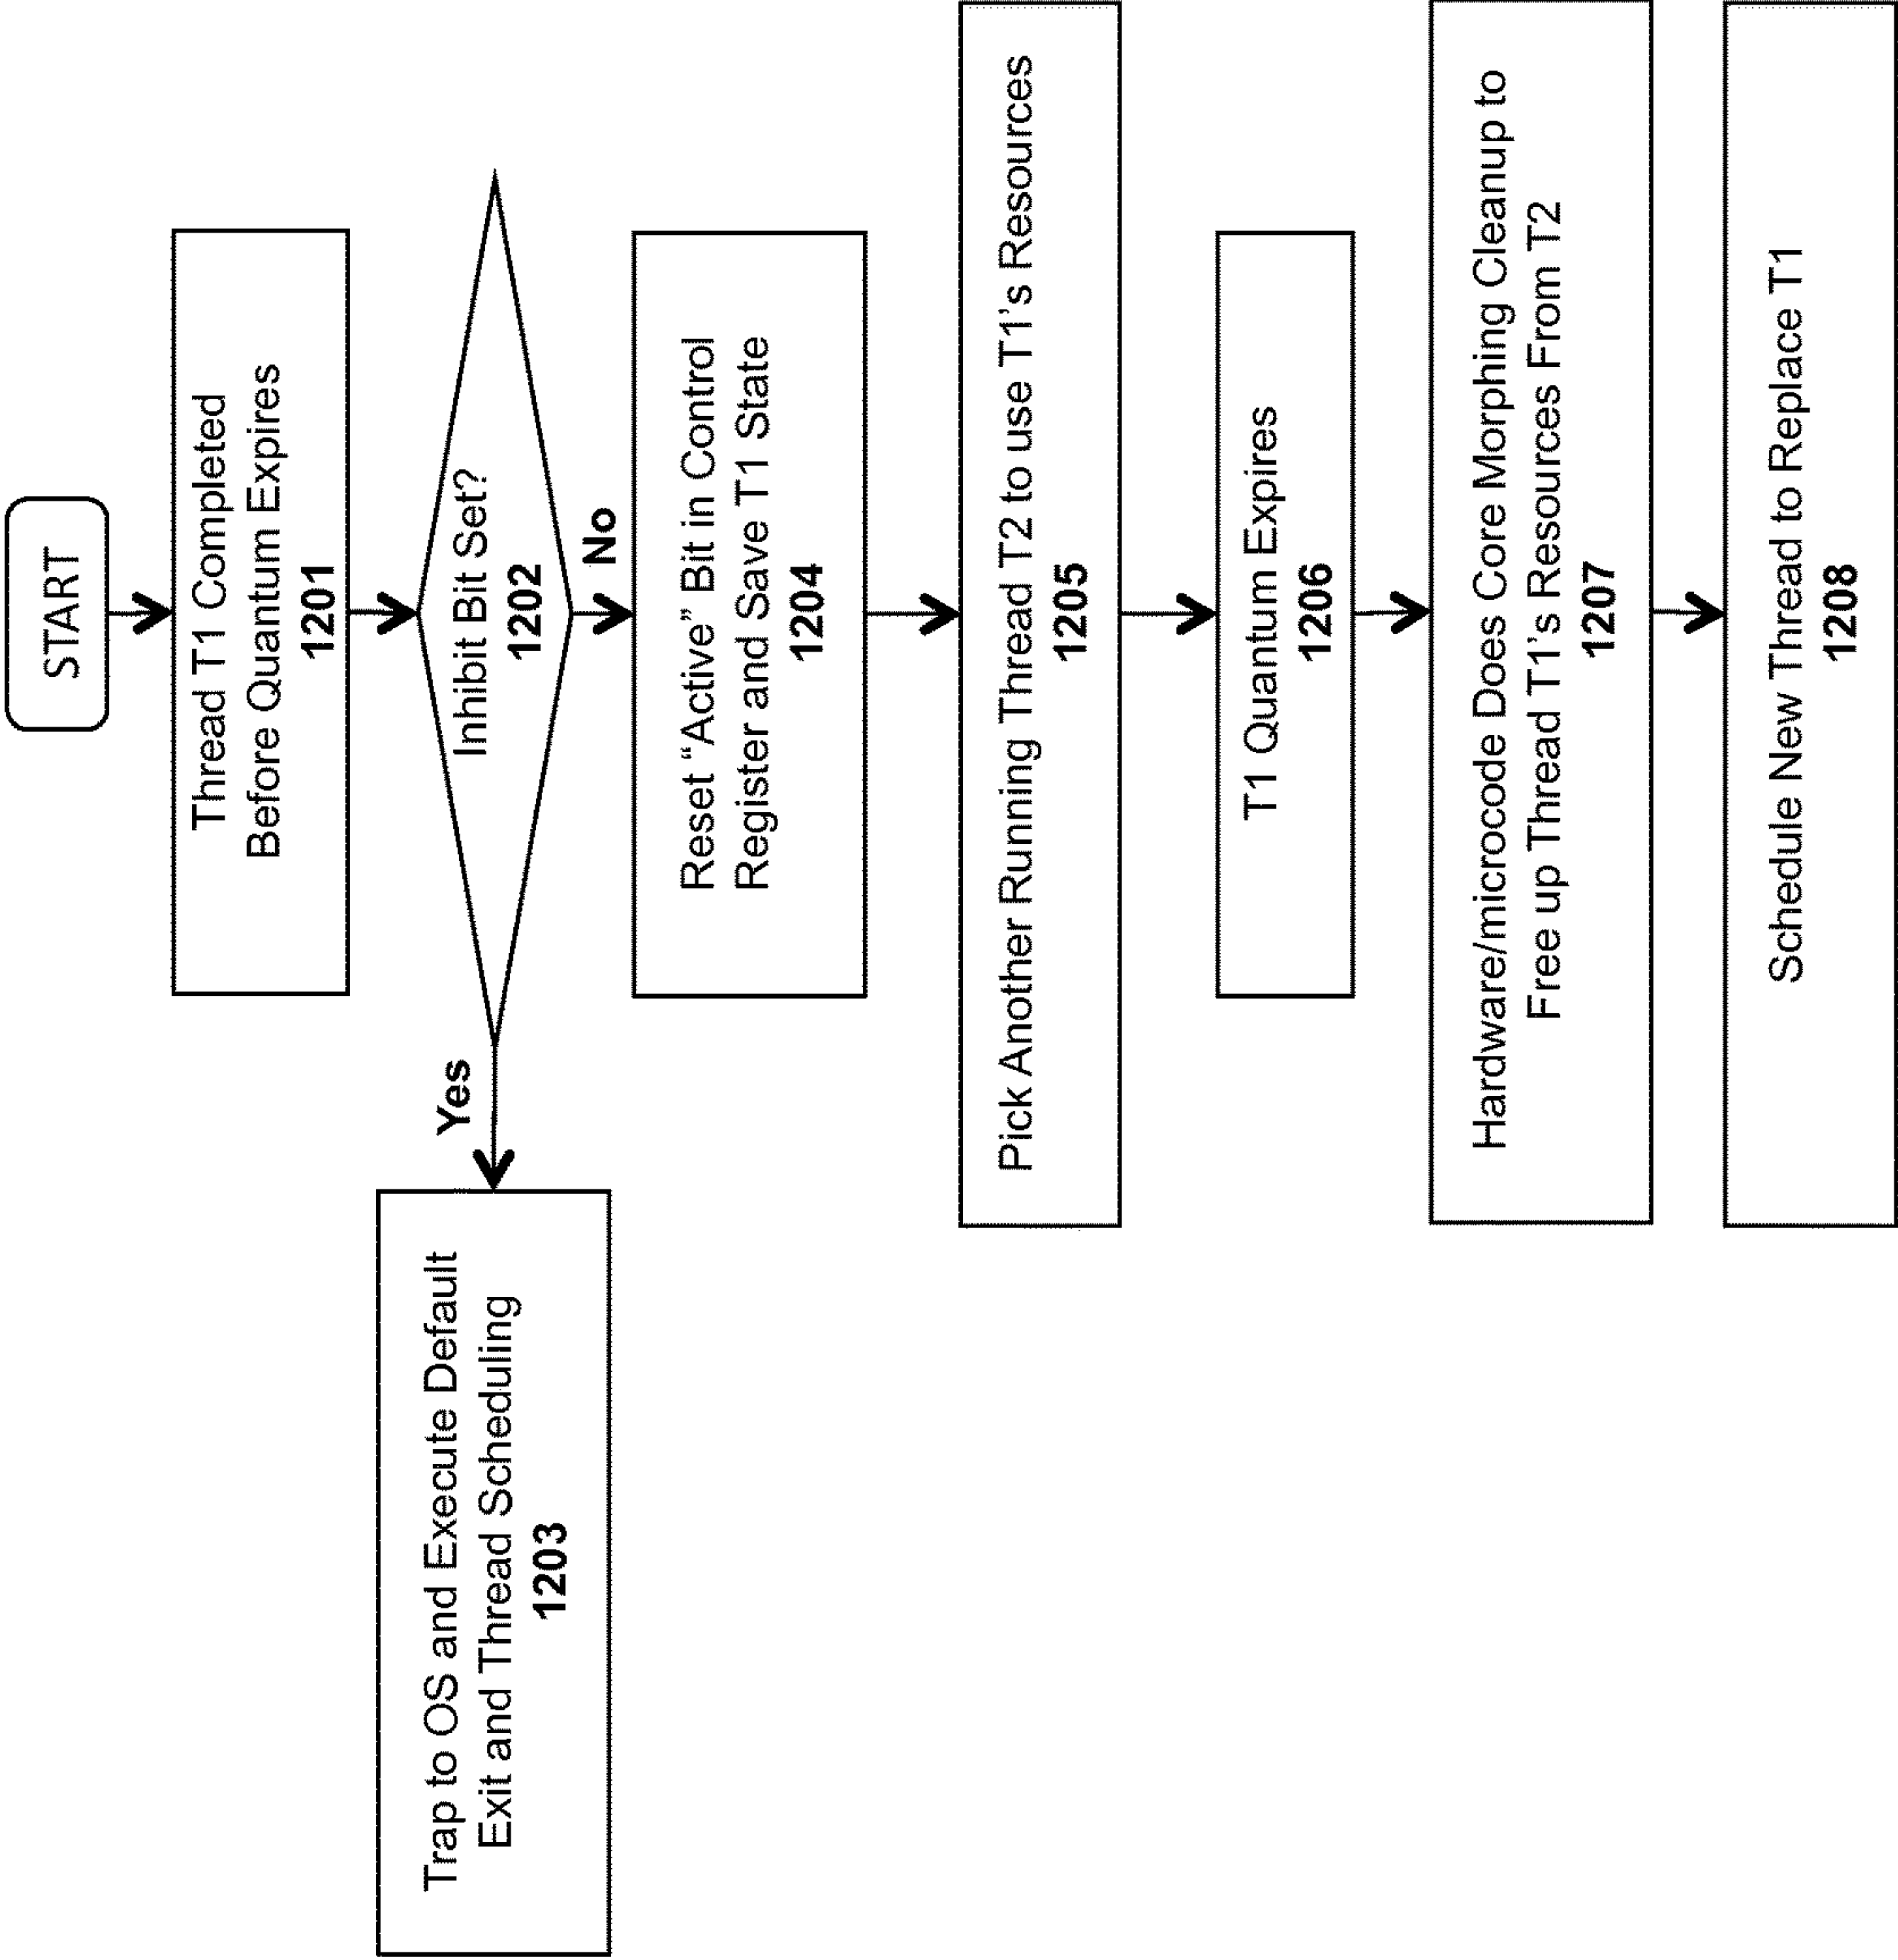 START
Thread T1 Completed
Before Quantum Expires
1201
Inhibit Bit Set?
1202
Yes
No
Trap to OS and Execute Default
Exit and Thread Scheduling
1203
Reset “Active” Bit in Control
Register and Save T1 State
1204
Pick Another Running Thread T2 to use T1’s Resources
1205
T1 Quantum Expires
1206
Hardware/microcode Does Core Morphing Cleanup to
Free up Thread T1’s Resources From T2
1207
Schedule New Thread to Replace T1
1208